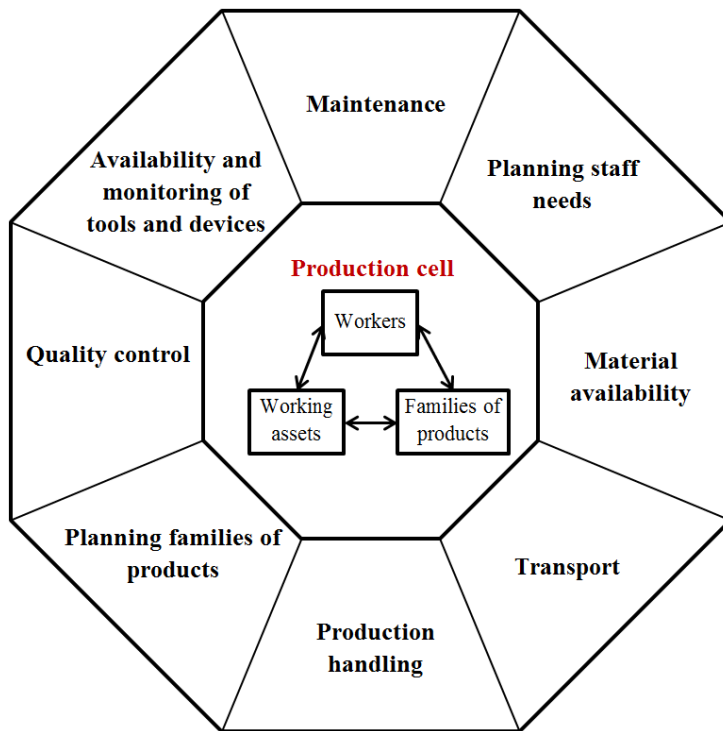 Maintenance
Planning staff
needs
Availability and
monitoring of
tools and devices
Production cell
Workers
Quality control
Material
availability
Working
assets
Families of
products
Planning families of
products
Transport
Production
handling